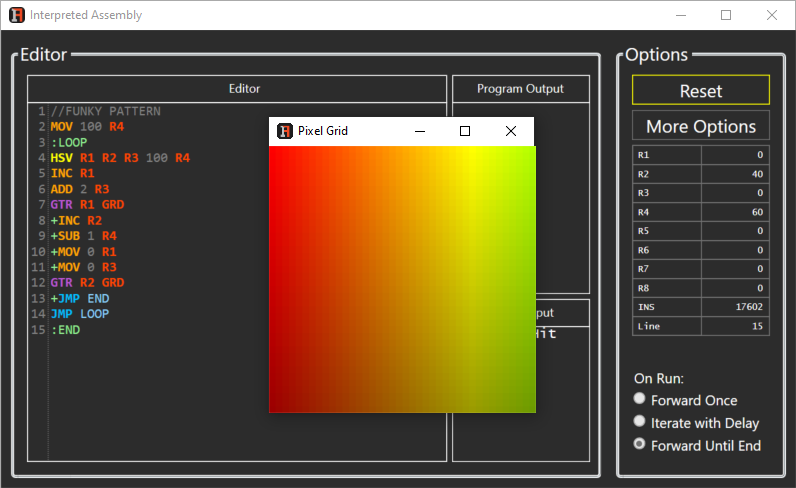 Interpreted Assembly
Editor
Options
Editor
Program Output
1 //FUNKY PATTERN
2 MOV 100 R4
3 :LOOP
4 HSV R1 R2 R3 100 R4
5 INC R1
6 ADD 2 R3
7 GTR R1 GRD
8 +INC R2
9 +SUB 1 R4
10 +MOV 0 R1
11 +MOV 0 R3
12 GTR R2 GRD
13 +JMP END
14 JMP LOOP
15 :END
Pixel Grid
Reset
More Options
R1 0
R2 40
R3 0
R4 60
R5 0
R6 0
R7 0
R8 0
INS 17602
Line 15
On Run:
Forward Once
Iterate with Delay
Forward Until End